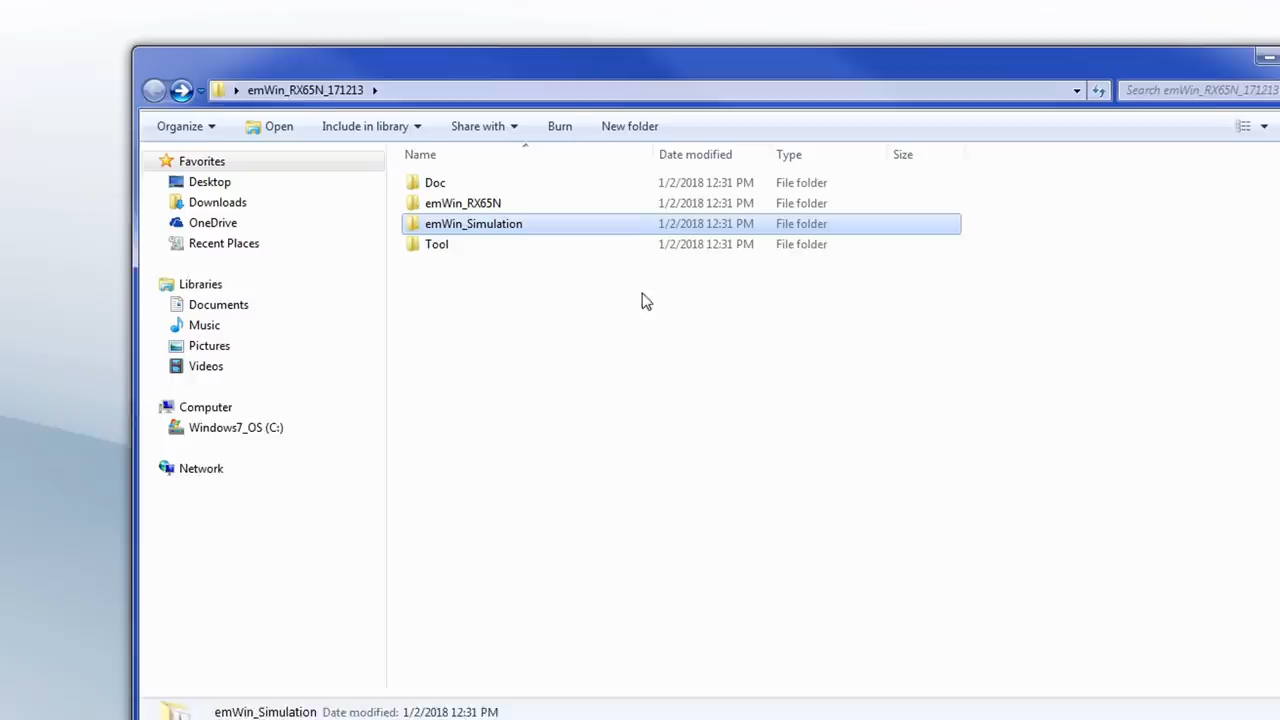 emWin_RX65N_171213
Search emWin_RX65N_171213
Organize Open Include in library Share with Burn New folder
Name Date modified Type Size
Favorites
Desktop
Downloads
OneDrive
Recent Places
Libraries
Documents
Music
Pictures
Videos
Computer
Windows7_OS (C:)
Network
Doc 1/2/2018 12:31 PM File folder
emWin_RX65N 1/2/2018 12:31 PM File folder
emWin_Simulation 1/2/2018 12:31 PM File folder
Tool 1/2/2018 12:31 PM File folder
emWin_Simulation Date modified: 1/2/2018 12:31 PM